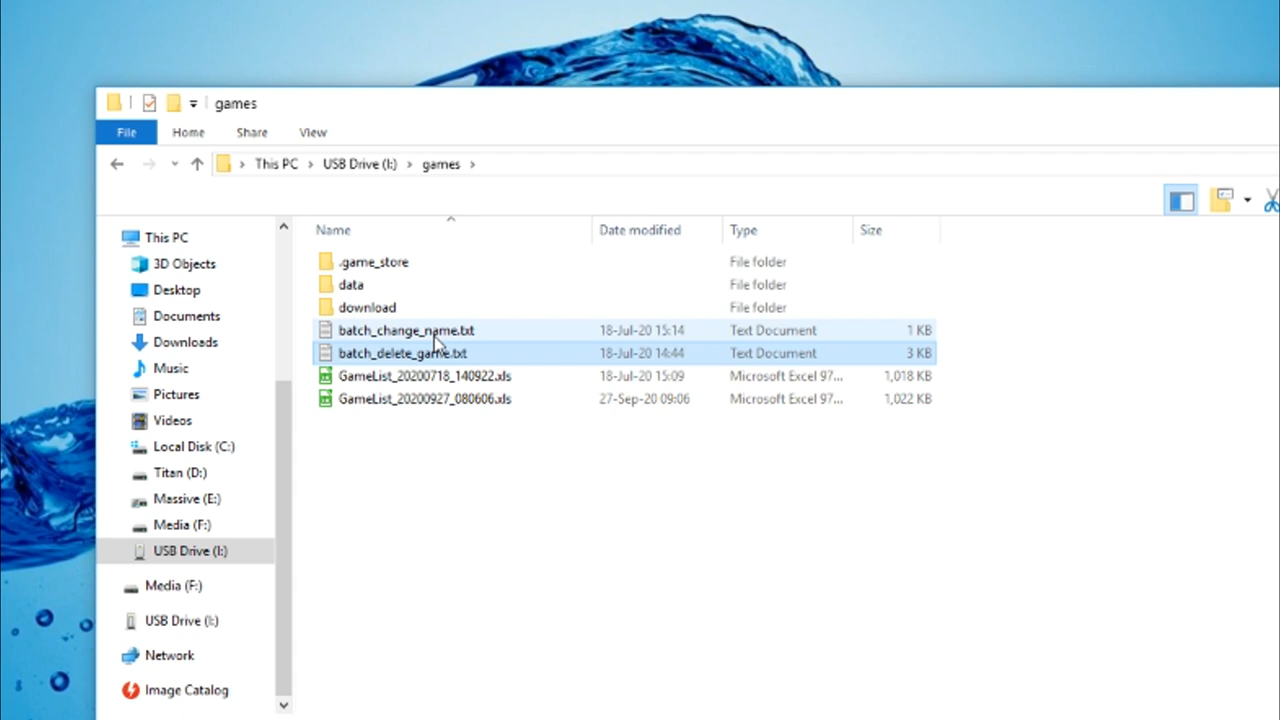 games
File Home Share View
This PC USB Drive (I:) games
Name Date modified Type Size
This PC
3D Objects
Desktop
Documents
Downloads
Music
Pictures
Videos
Local Disk (C:)
Titan (D:)
Massive (E:)
Media (F:)
USB Drive (I:)
Media (F:)
USB Drive (I:)
Network
Image Catalog
.game_store File folder
data File folder
download File folder
batch_change_name.txt 18-Jul-20 15:14 Text Document 1 KB
batch_delete_game.txt 18-Jul-20 14:44 Text Document 3 KB
GameList_20200718_140922.xls 18-Jul-20 15:09 Microsoft Excel 97... 1,018 KB
GameList_20200927_080606.xls 27-Sep-20 09:06 Microsoft Excel 97... 1,022 KB